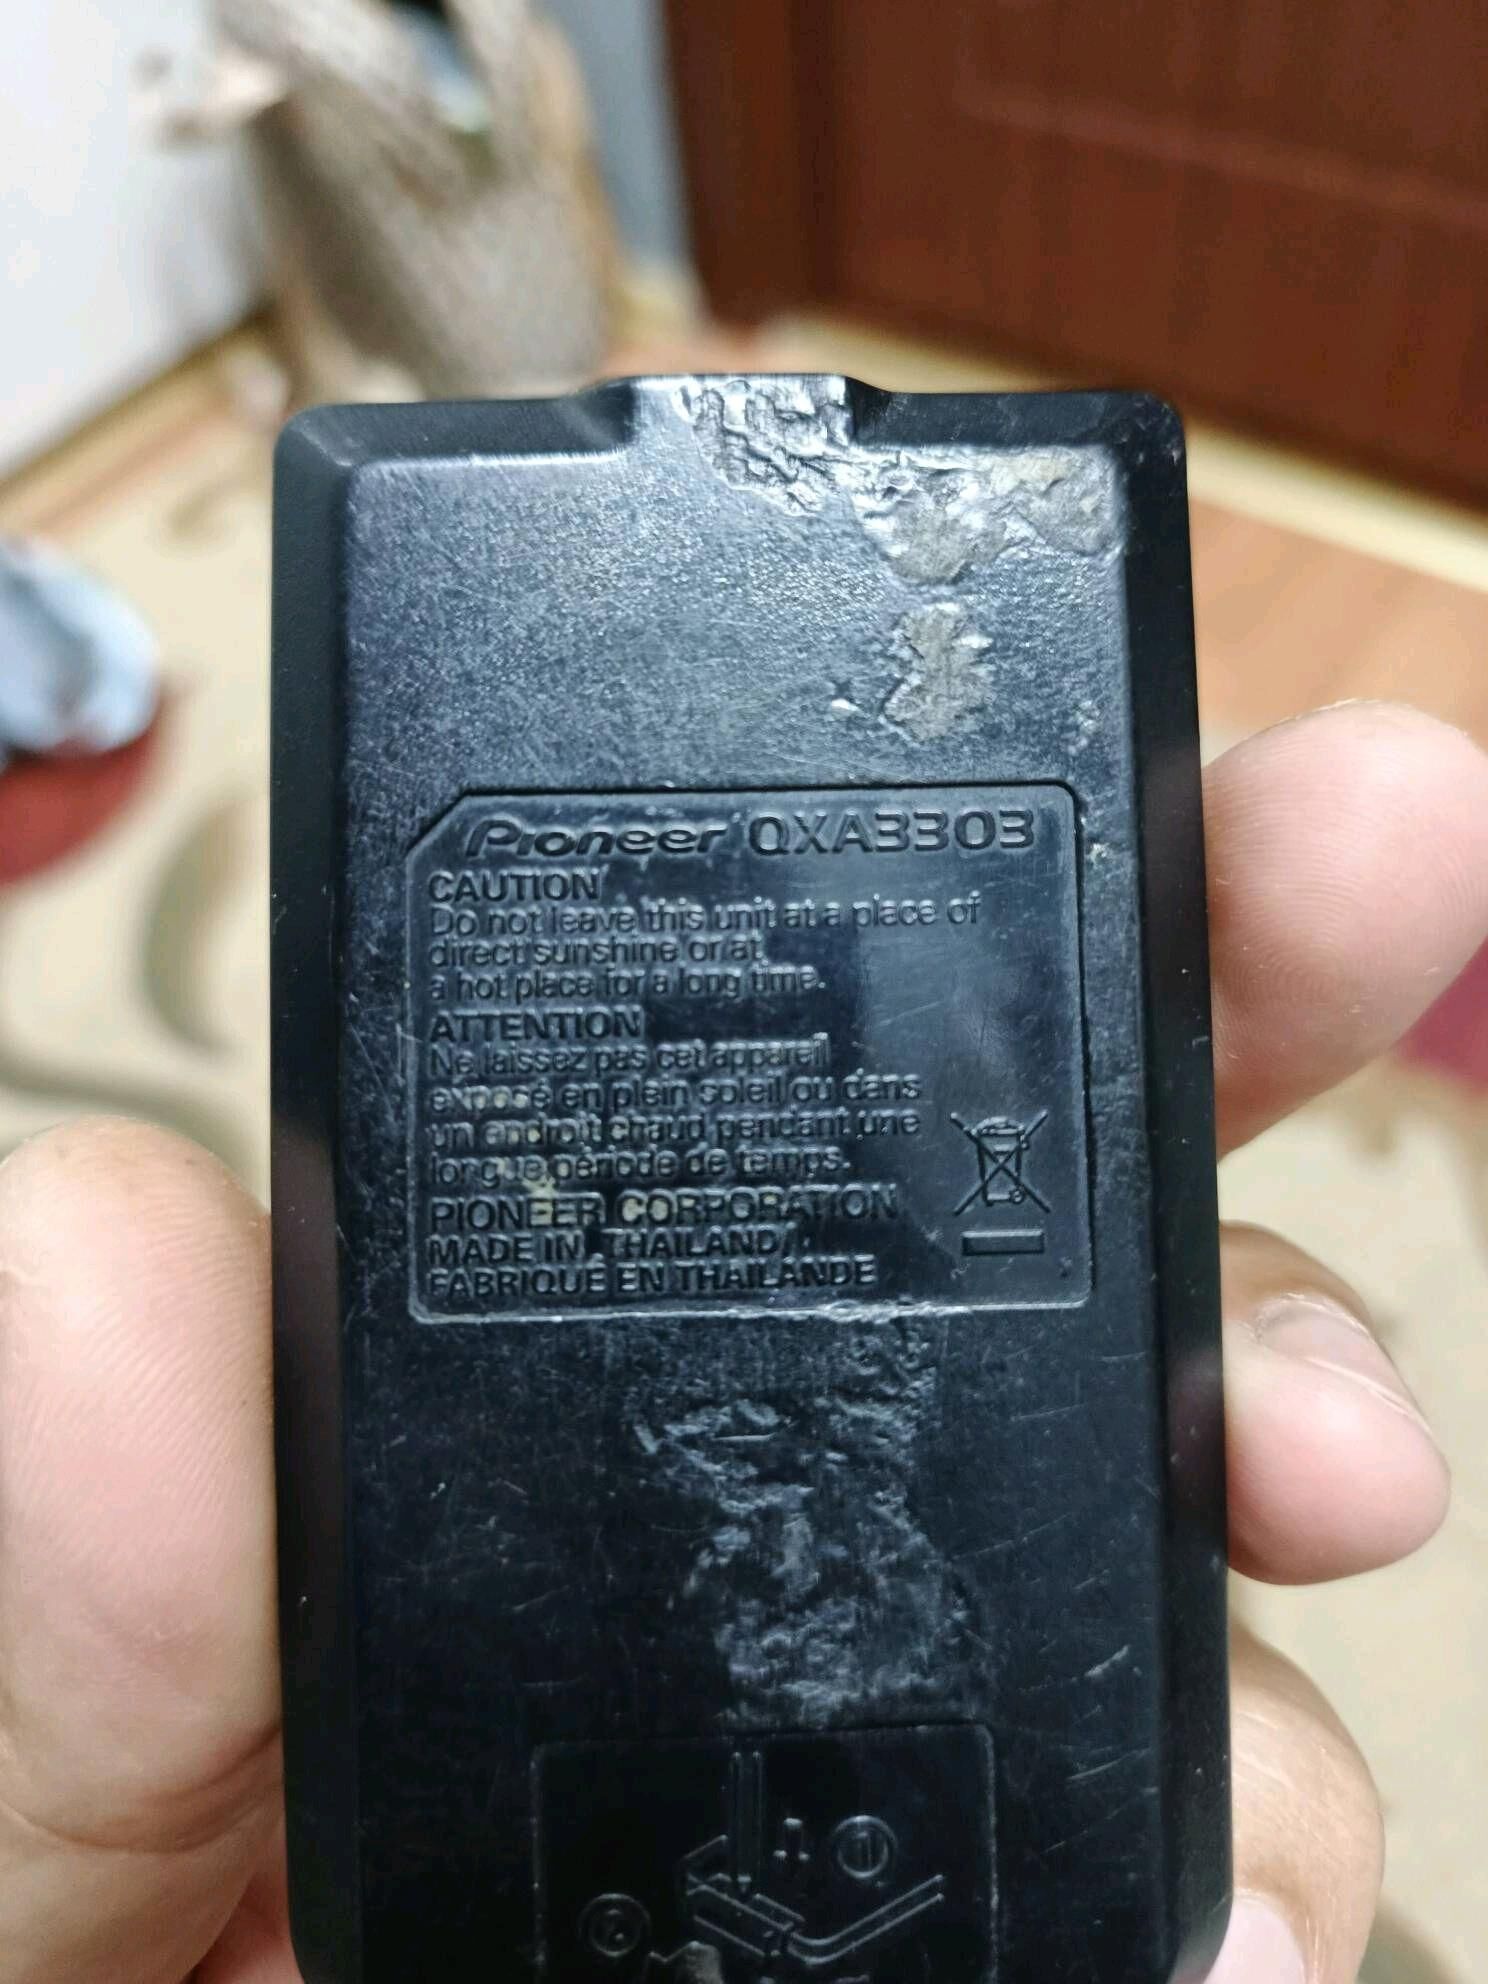 Pioneer QXA3303
CAUTION
Do not leave this unit at a place of
direct sunshine or at
a hot place for a long time.
ATTENTION
Ne laissez pas cet appareil
exposé en plein soleil ou dans
un endroit chaud pendant une
longue période de temps.
PIONEER CORPORATION
MADE IN THAILAND/
FABRIQUÉ EN THAILANDE
1
2